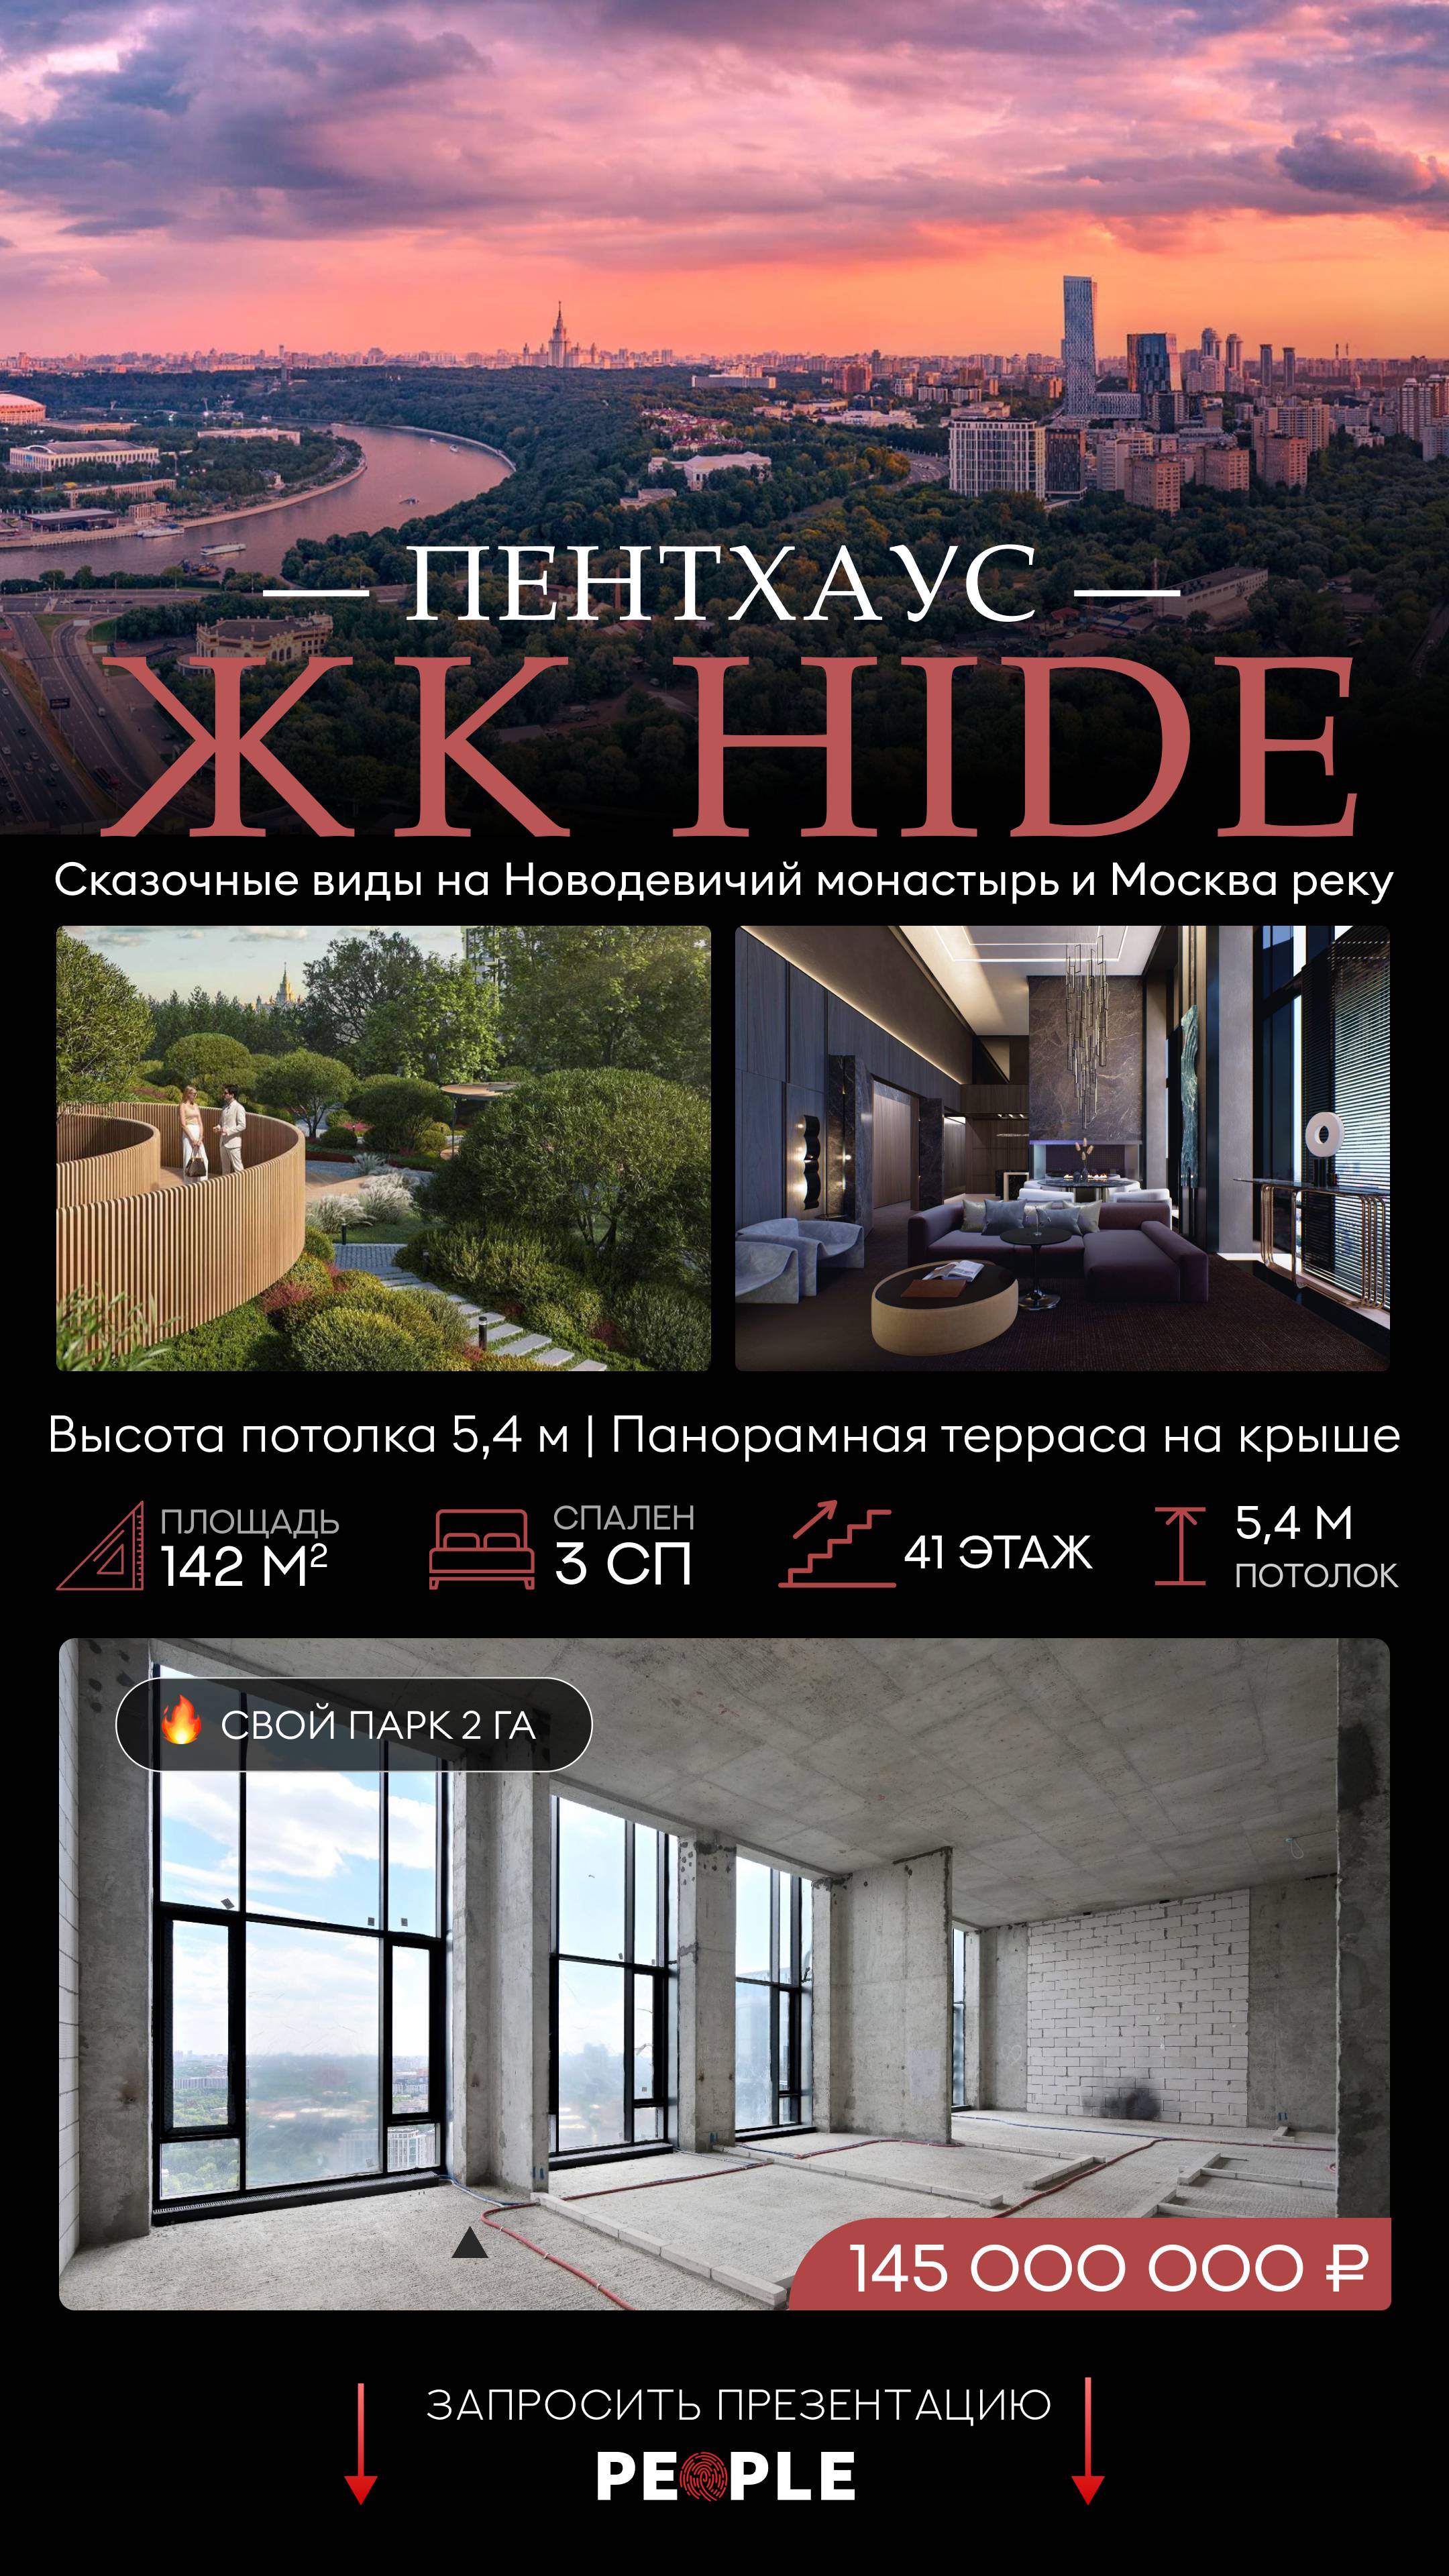 — ПЕНТХАУС —
ЖК HIDE
Сказочные виды на Новодевичий монастырь и Москва реку
Высота потолка 5,4 м | Панорамная терраса на крыше
ПЛОЩАДЬ
142 М²
СПАЛЕН
3 СП
41 ЭТАЖ
5,4 М
ПОТОЛОК
🔥 СВОЙ ПАРК 2 ГА
145 000 000 ₽
ЗАПРОСИТЬ ПРЕЗЕНТАЦИЮ
PEOPLE